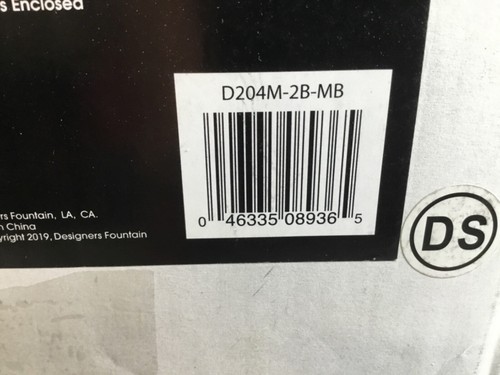 Enclosed
D204M-2B-MB
0 46335 08936 5
Fountain, LA, CA.
China
2019, Designers Fountain
DS